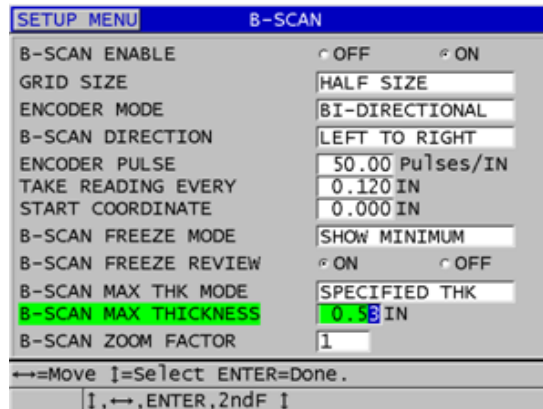 SETUP MENU B-SCAN
B-SCAN ENABLE OFF ON
GRID SIZE HALF SIZE
ENCODER MODE BI-DIRECTIONAL
B-SCAN DIRECTION LEFT TO RIGHT
ENCODER PULSE 50.00 Pulses/IN
TAKE READING EVERY 0.120 IN
START COORDINATE 0.000 IN
B-SCAN FREEZE MODE SHOW MINIMUM
B-SCAN FREEZE REVIEW ON OFF
B-SCAN MAX THK MODE SPECIFIED THK
B-SCAN MAX THICKNESS 0.53 IN
B-SCAN ZOOM FACTOR 1
↔=Move ↕=Select ENTER=Done.
↕,↔,ENTER,2ndF ↕